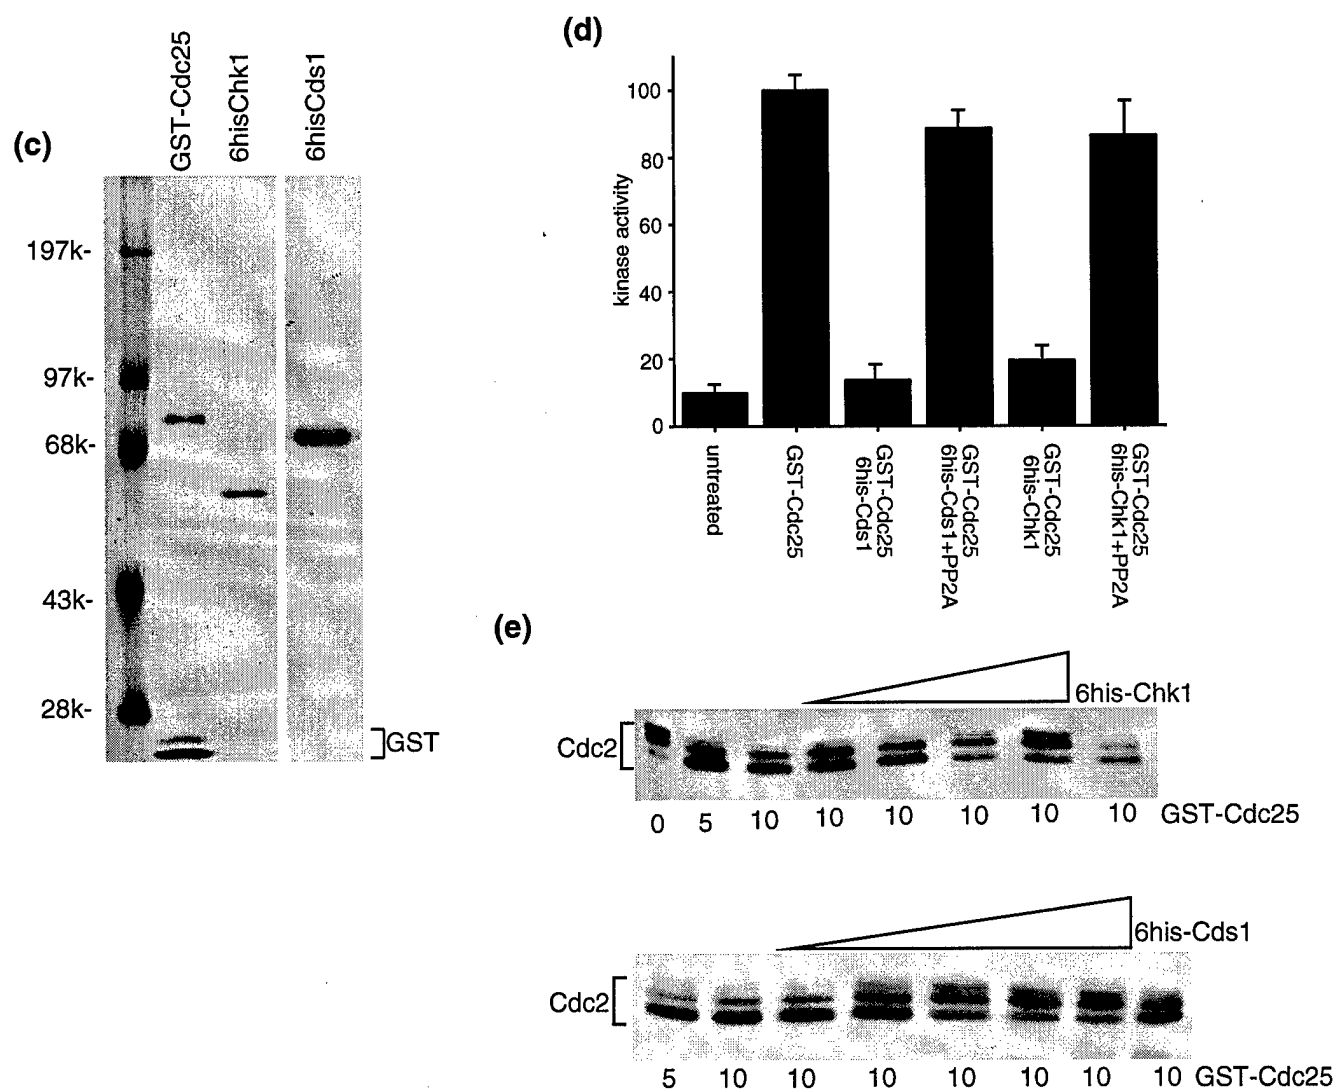 (c)
GST-Cdc25
6hisChk1
6hisCds1
197k-
97k-
68k-
43k-
28k-
GST
(d)
kinase activity
100
80
60
40
20
0
untreated
GST-Cdc25
GST-Cdc25
6his-Cds1
GST-Cdc25
6his-Cds1+PP2A
GST-Cdc25
6his-Chk1
GST-Cdc25
6his-Chk1+PP2A
(e)
6his-Chk1
Cdc2
0 5 10 10 10 10 10 10 GST-Cdc25
6his-Cds1
Cdc2
5 10 10 10 10 10 10 10 GST-Cdc25